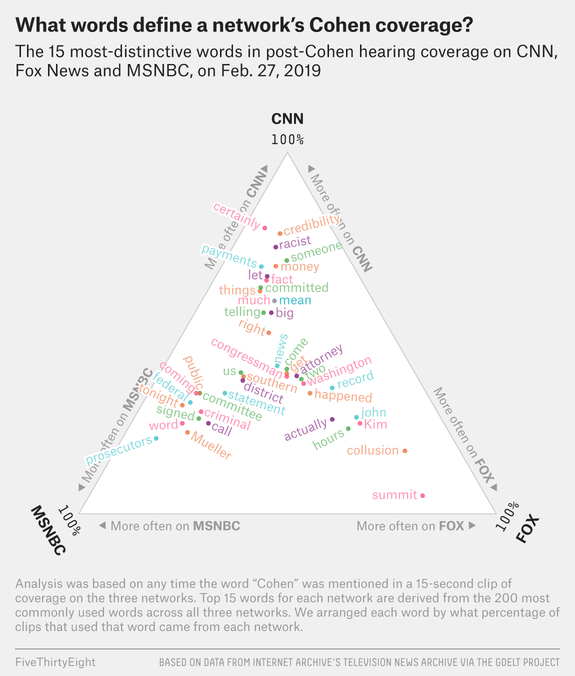 What words define a network's Cohen coverage?
The 15 most-distinctive words in post-Cohen hearing coverage on CNN,
Fox News and MSNBC, on Feb. 27, 2019
CNN
100%
More often on CNN
More often on CNN
certainly
credibility
racist
someone
payments
money
let
fact
things
committed
much
mean
telling
big
right
news
come
congressman
get
attorney
two
washington
us
southern
district
record
happened
statement
public
coming
federal
tonight
committee
signed
criminal
call
word
Mueller
prosecutors
actually
john
Kim
hours
collusion
summit
More often on MSNBC
More often on FOX
MSNBC
100%
100%
FOX
More often on MSNBC
More often on FOX
Analysis was based on any time the word “Cohen” was mentioned in a 15-second clip of
coverage on the three networks. Top 15 words for each network are derived from the 200 most
commonly used words across all three networks. We arranged each word by what percentage of
clips that used that word came from each network.
FiveThirtyEight
BASED ON DATA FROM INTERNET ARCHIVE'S TELEVISION NEWS ARCHIVE VIA THE GDELT PROJECT